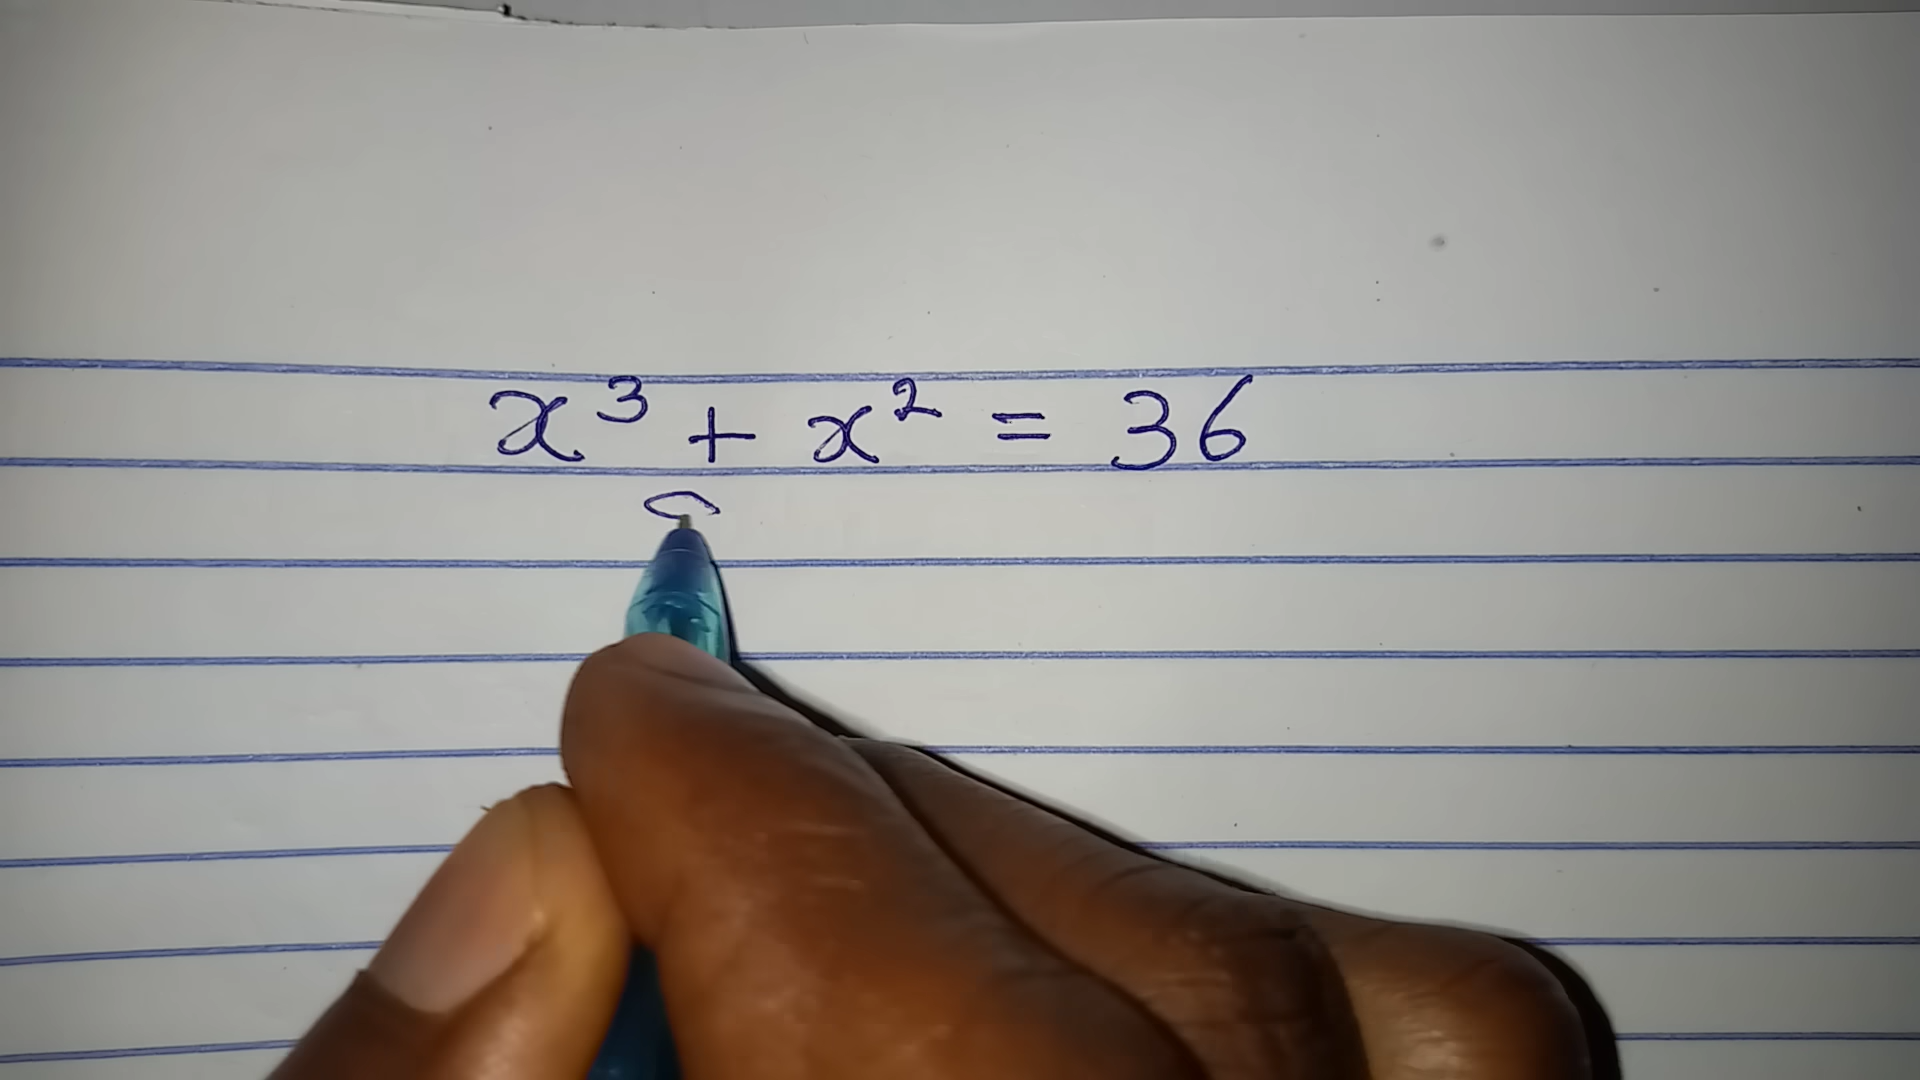 x³ + x² = 36